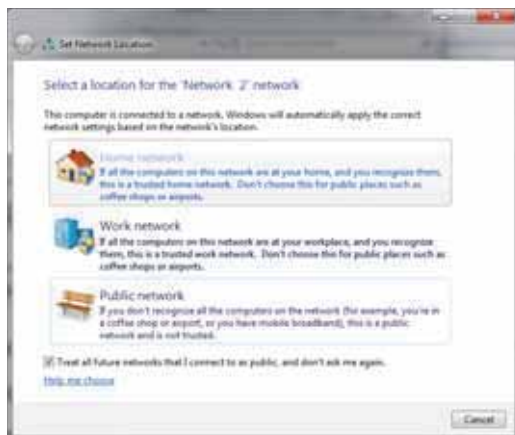 Set Network Location
Select a location for the 'Network 2' network
This computer is connected to a network. Windows will automatically apply the correct
network settings based on the network's location.
Home network
If all the computers on this network are at your home, and you recognize them,
this is a trusted home network. Don't choose this for public places such as
coffee shops or airports.
Work network
If all the computers on this network are at your workplace, and you recognize
them, this is a trusted work network. Don't choose this for public places such as
coffee shops or airports.
Public network
If you don't recognize all the computers on the network (for example, you're in
a coffee shop or airport, or you have mobile broadband), this is a public
network and is not trusted.
Treat all future networks that I connect to as public, and don't ask me again.
Help me choose
Cancel